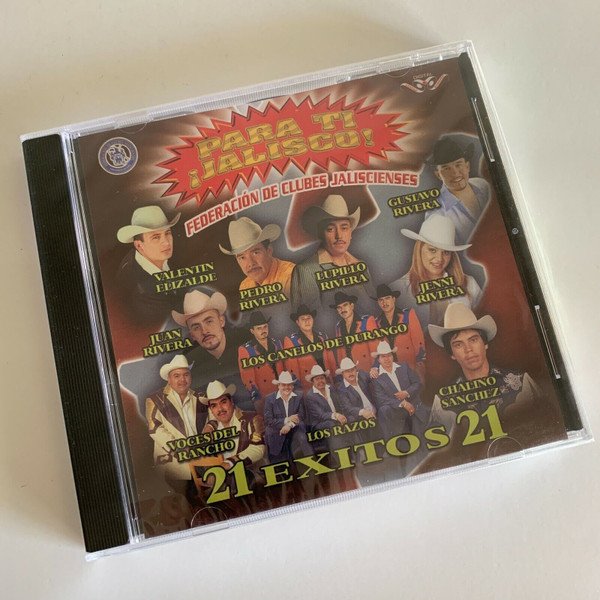 PARA TI
¡JALISCO!
FEDERACIÓN DE CLUBES JALISCIENSES
GUSTAVO
RIVERA
VALENTIN
ELIZALDE
PEDRO
RIVERA
LUPILLO
RIVERA
JENNI
RIVERA
JUAN
RIVERA
LOS CANELOS DE DURANGO
CHALINO
SANCHEZ
VOCES DEL
RANCHO
LOS RAZOS
21 EXITOS 21